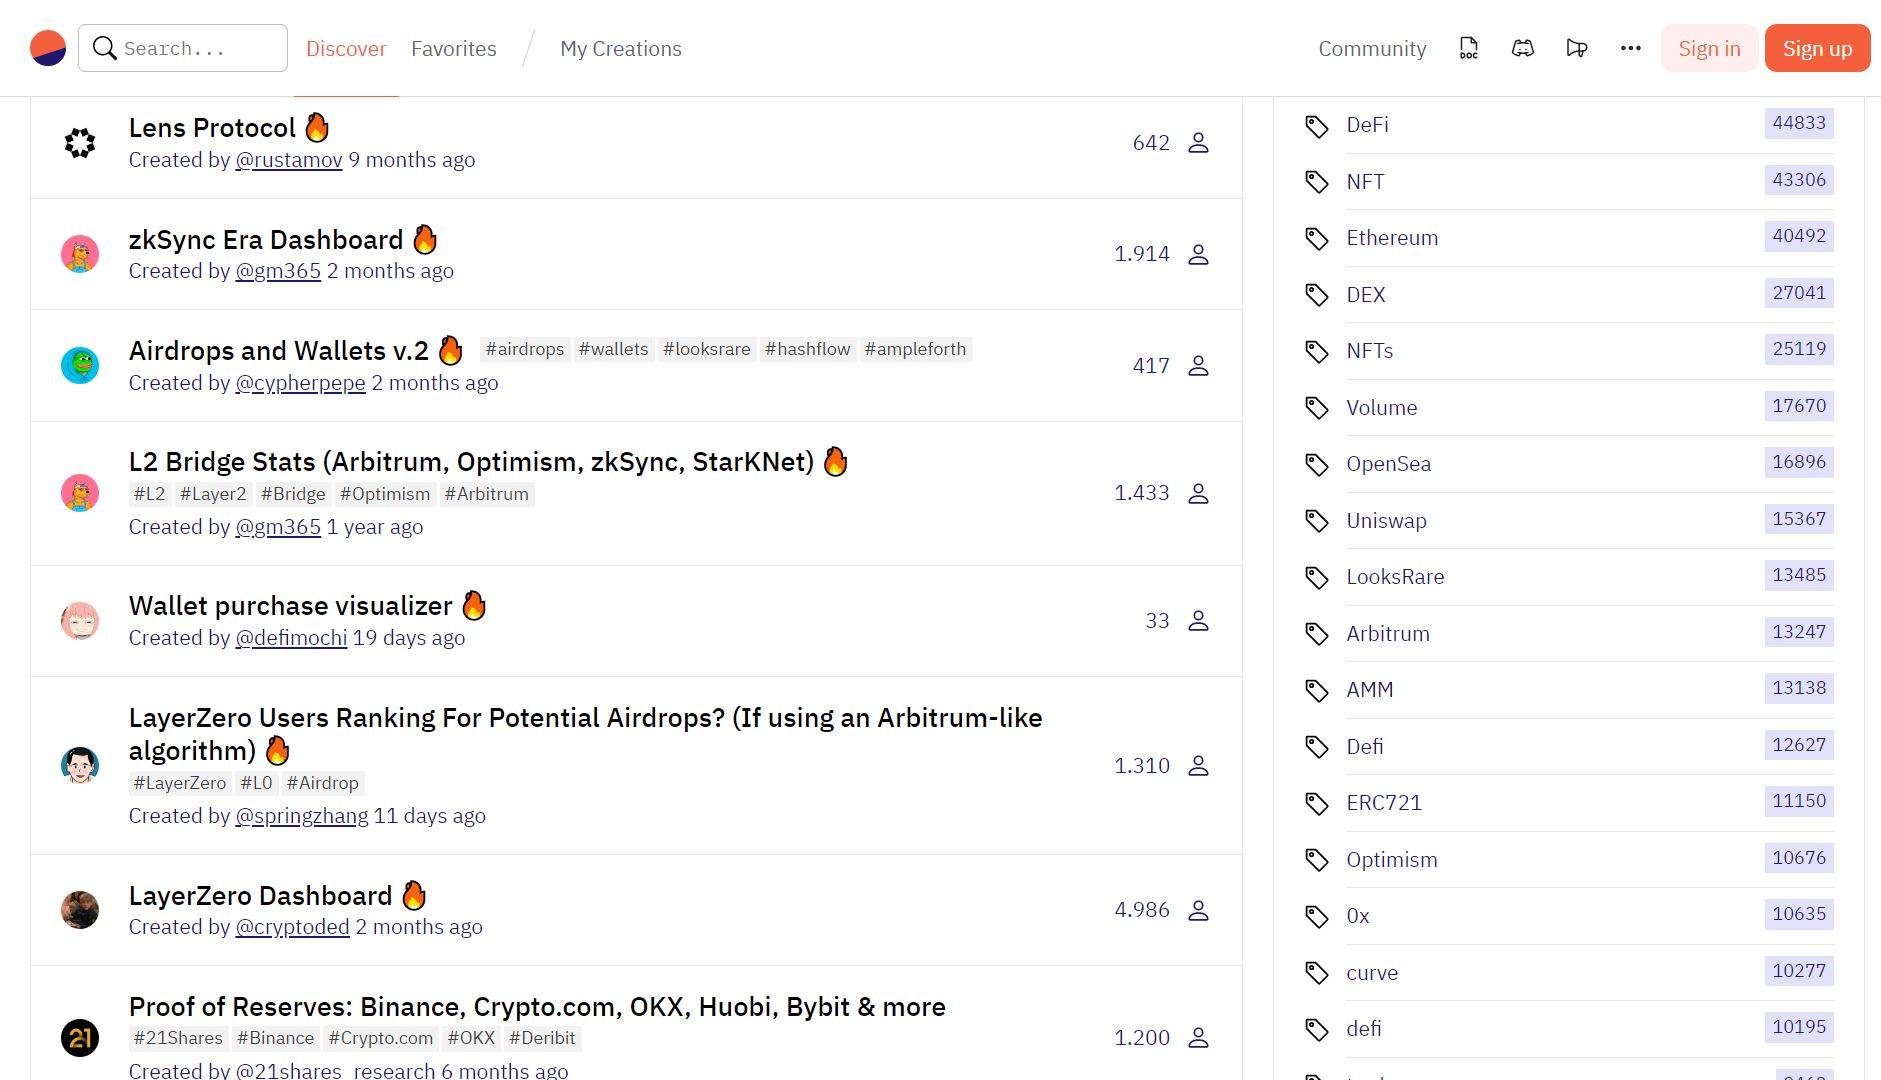 Search...
Discover
Favorites
My Creations
Community
DOC
Sign in
Sign up
Lens Protocol
Created by @rustamov 9 months ago
642
zkSync Era Dashboard
Created by @gm365 2 months ago
1.914
Airdrops and Wallets v.2 #airdrops #wallets #looksrare #hashflow #ampleforth
Created by @cypherpepe 2 months ago
417
L2 Bridge Stats (Arbitrum, Optimism, zkSync, StarKNet)
#L2 #Layer2 #Bridge #Optimism #Arbitrum
Created by @gm365 1 year ago
1.433
Wallet purchase visualizer
Created by @defimochi 19 days ago
33
LayerZero Users Ranking For Potential Airdrops? (If using an Arbitrum-like
algorithm)
#LayerZero #L0 #Airdrop
Created by @springzhang 11 days ago
1.310
LayerZero Dashboard
Created by @cryptoded 2 months ago
4.986
21
Proof of Reserves: Binance, Crypto.com, OKX, Huobi, Bybit & more
#21Shares #Binance #Crypto.com #OKX #Deribit
Created by @21shares_research 6 months ago
1.200
DeFi 44833
NFT 43306
Ethereum 40492
DEX 27041
NFTs 25119
Volume 17670
OpenSea 16896
Uniswap 15367
LooksRare 13485
Arbitrum 13247
AMM 13138
Defi 12627
ERC721 11150
Optimism 10676
0x 10635
curve 10277
defi 10195